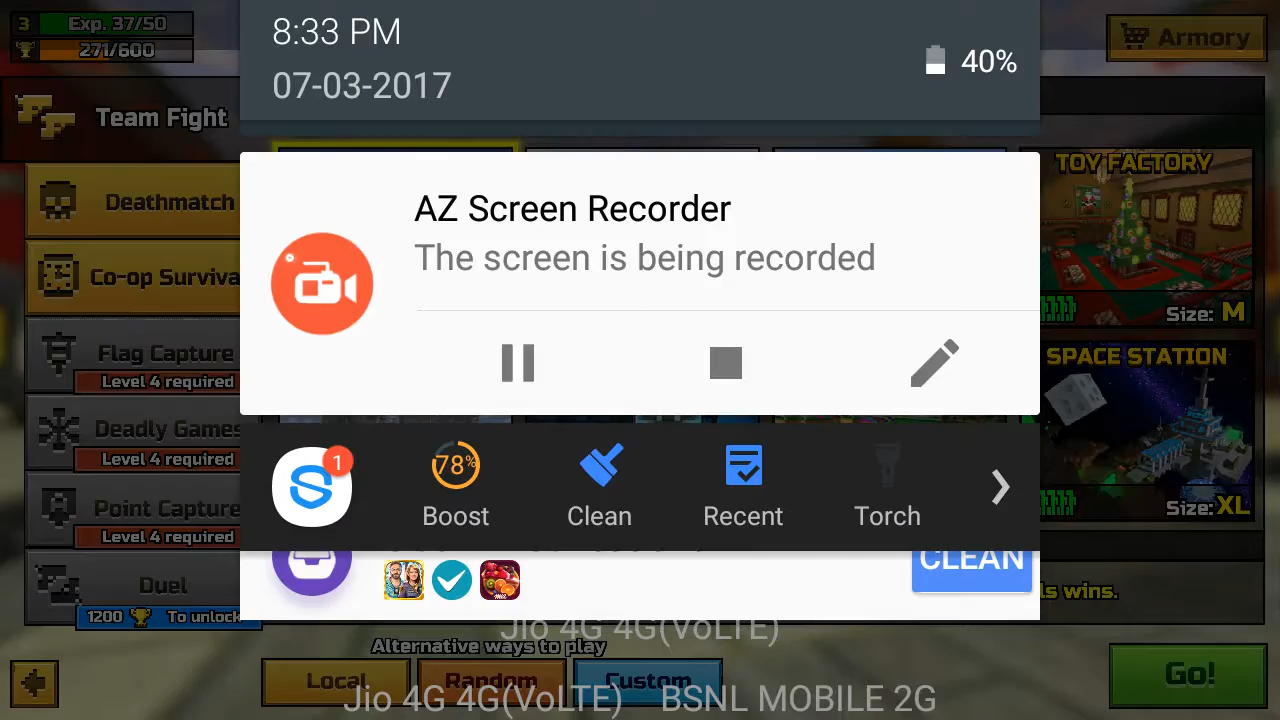 3 Exp. 37/50
271/600
8:33 PM
07-03-2017
40%
Armory
Team Fight
Deathmatch
Co-op Surviva
Flag Capture
Level 4 required
Deadly Games
Level 4 required
Point Capture
Level 4 required
Duel
1200 To unlock
AZ Screen Recorder
The screen is being recorded
TOY FACTORY
Size: M
SPACE STATION
Size: XL
1
78%
Boost
Clean
Recent
Torch
CLEAN
ls wins.
Jio 4G 4G(VoLTE)
Alternative ways to play
Local
Random
Custom
Go!
Jio 4G 4G(VoLTE) BSNL MOBILE 2G